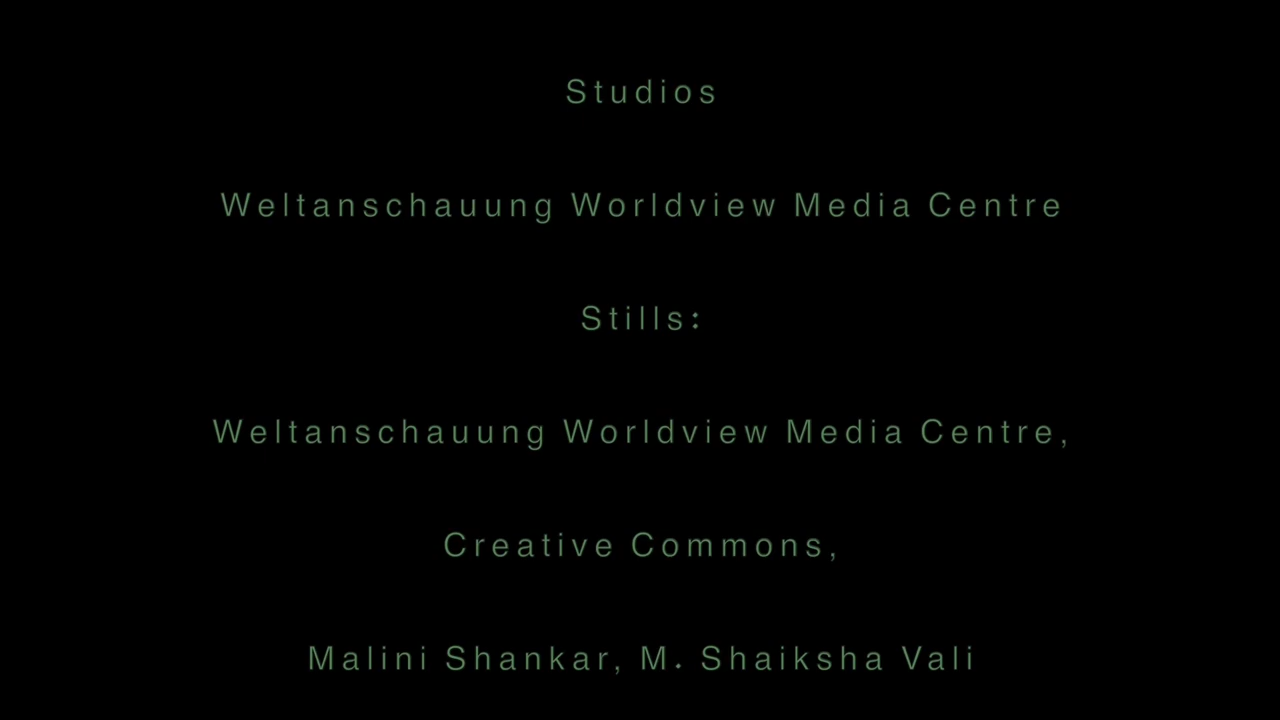 Studios
Weltanschauung Worldview Media Centre
Stills:
Weltanschauung Worldview Media Centre,
Creative Commons,
Malini Shankar, M. Shaiksha Vali